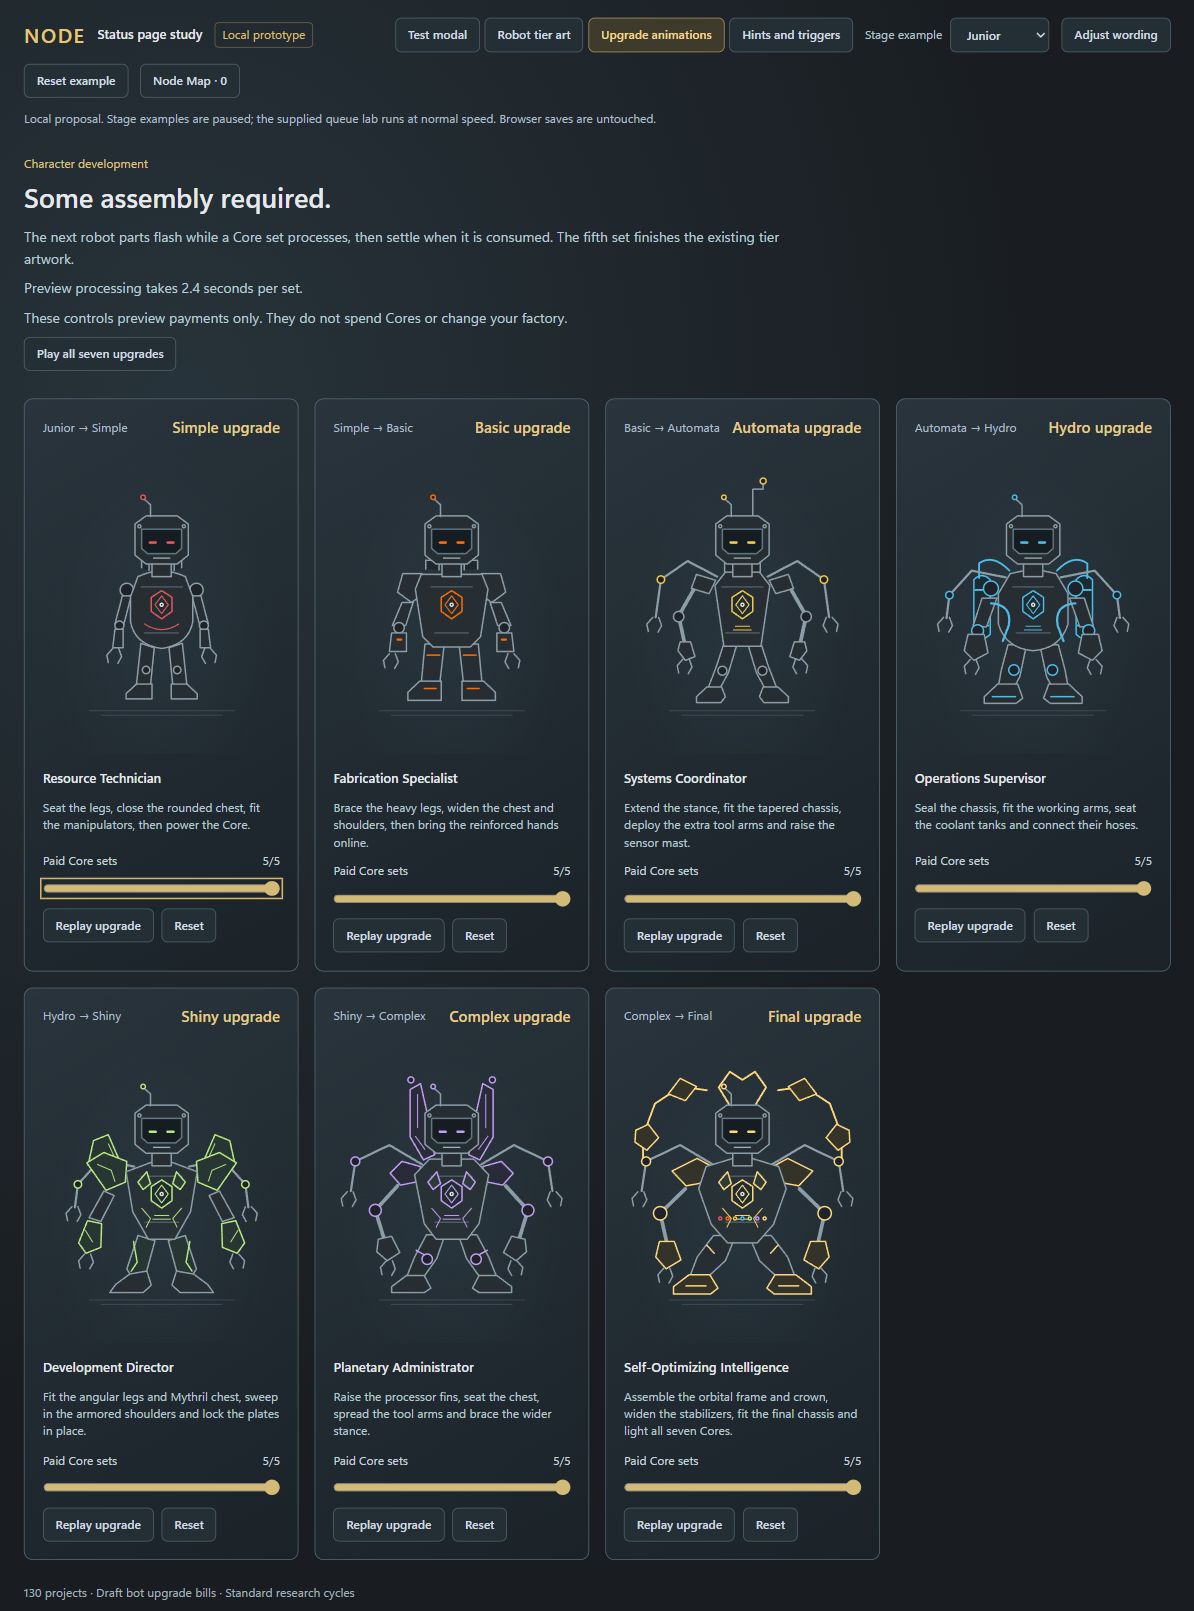 NODE Status page study Local prototype Test modal Robot tier art Upgrade animations Hints and triggers Stage example Junior Adjust wording
Reset example Node Map · 0
Local proposal. Stage examples are paused; the supplied queue lab runs at normal speed. Browser saves are untouched.
Character development
Some assembly required.
The next robot parts flash while a Core set processes, then settle when it is consumed. The fifth set finishes the existing tier
artwork.
Preview processing takes 2.4 seconds per set.
These controls preview payments only. They do not spend Cores or change your factory.
Play all seven upgrades
Junior → Simple Simple upgrade
Resource Technician
Seat the legs, close the rounded chest, fit
the manipulators, then power the Core.
Paid Core sets 5/5
Replay upgrade Reset
Simple → Basic Basic upgrade
Fabrication Specialist
Brace the heavy legs, widen the chest and
shoulders, then bring the reinforced hands
online.
Paid Core sets 5/5
Replay upgrade Reset
Basic → Automata Automata upgrade
Systems Coordinator
Extend the stance, fit the tapered chassis,
deploy the extra tool arms and raise the
sensor mast.
Paid Core sets 5/5
Replay upgrade Reset
Automata → Hydro Hydro upgrade
Operations Supervisor
Seal the chassis, fit the working arms, seat
the coolant tanks and connect their hoses.
Paid Core sets 5/5
Replay upgrade Reset
Hydro → Shiny Shiny upgrade
Development Director
Fit the angular legs and Mythril chest, sweep
in the armored shoulders and lock the plates
in place.
Paid Core sets 5/5
Replay upgrade Reset
Shiny → Complex Complex upgrade
Planetary Administrator
Raise the processor fins, seat the chest,
spread the tool arms and brace the wider
stance.
Paid Core sets 5/5
Replay upgrade Reset
Complex → Final Final upgrade
Self-Optimizing Intelligence
Assemble the orbital frame and crown,
widen the stabilizers, fit the final chassis and
light all seven Cores.
Paid Core sets 5/5
Replay upgrade Reset
130 projects · Draft bot upgrade bills · Standard research cycles